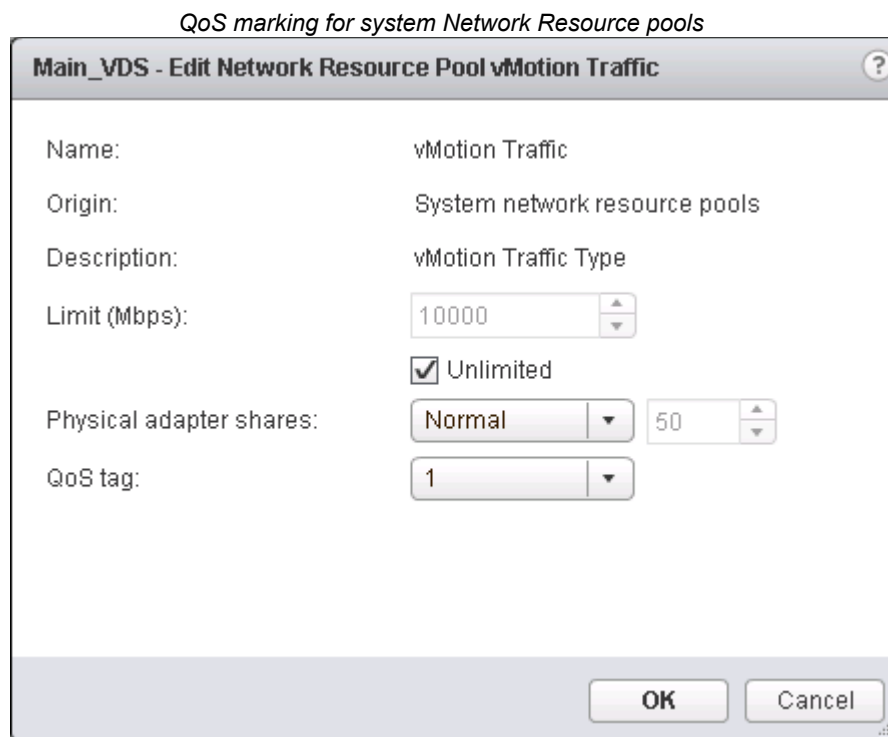 QoS marking for system Network Resource pools
Main_VDS - Edit Network Resource Pool vMotion Traffic ?
Name: vMotion Traffic
Origin: System network resource pools
Description: vMotion Traffic Type
Limit (Mbps): 10000
Unlimited
Physical adapter shares: Normal 50
QoS tag: 1
OK Cancel